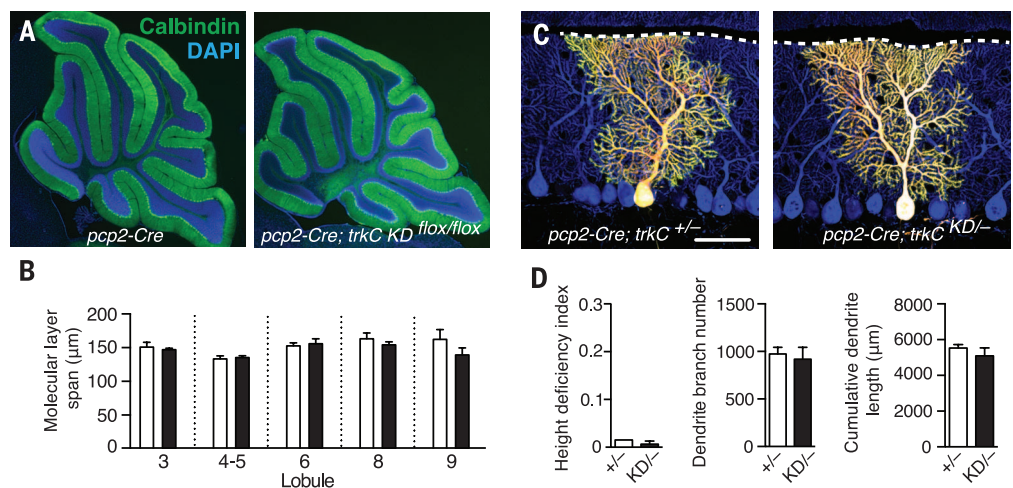 A
Calbindin
DAPI
pcp2-Cre
pcp2-Cre; trkC KD flox/flox
C
pcp2-Cre; trkC +/–
pcp2-Cre; trkC KD/–
B
Molecular layer
span (µm)
200
150
100
50
0
3
4-5
6
8
9
Lobule
D
Height deficiency index
0.3
0.2
0.1
0
+/–
KD/–
Dendrite branch number
1500
1000
500
0
+/–
KD/–
Cumulative dendrite
length (µm)
8000
6000
4000
2000
0
+/–
KD/–